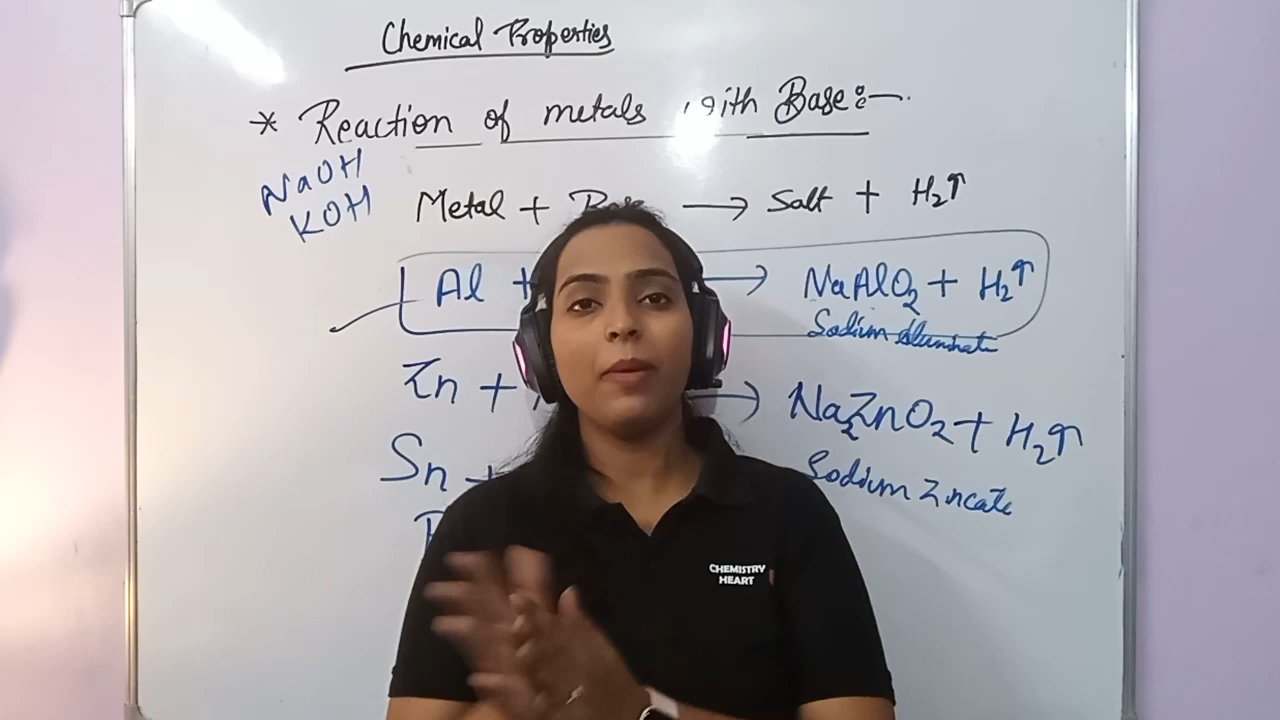 Chemical Properties
* Reaction of metals with Base:-
NaOH
KOH
Metal + Base → Salt + H₂↑
Al + → NaAlO₂ + H₂↑
Sodium aluminate
Zn + → Na₂ZnO₂ + H₂↑
Sodium Zincate
Sn +
CHEMISTRY
HEART